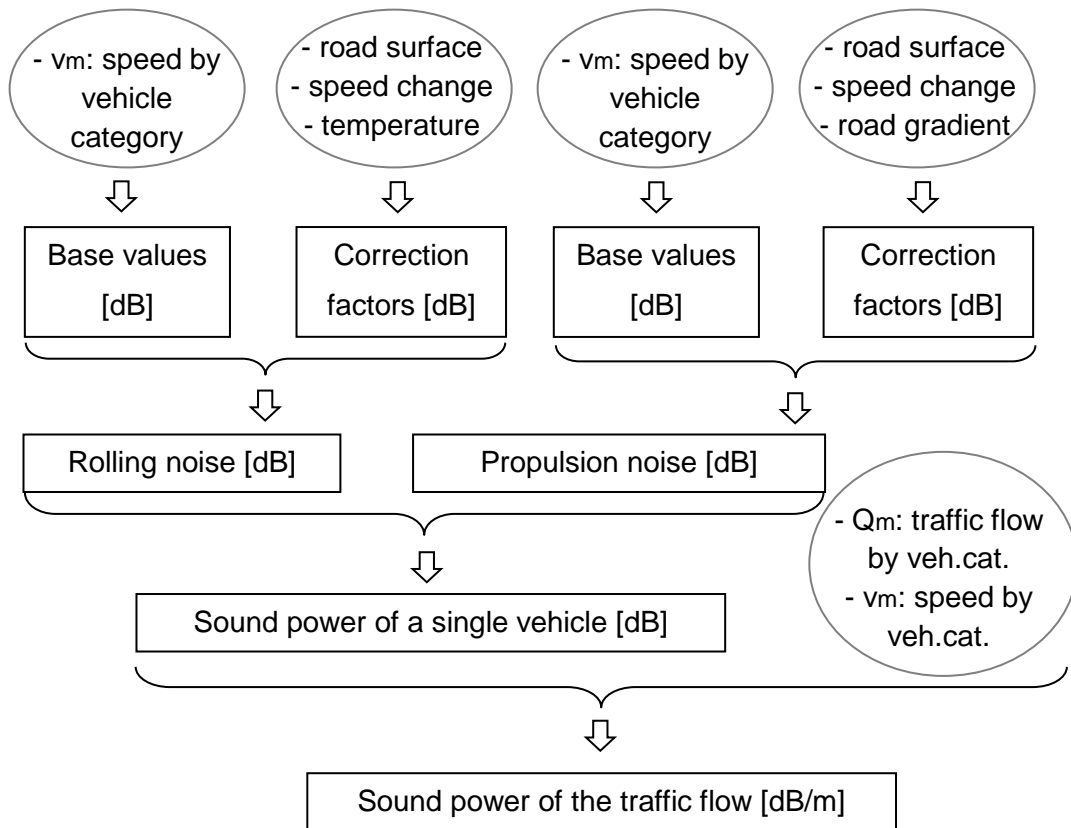 - vm: speed by
vehicle
category
- road surface
- speed change
- temperature
- vm: speed by
vehicle
category
- road surface
- speed change
- road gradient
Base values
[dB]
Correction
factors [dB]
Base values
[dB]
Correction
factors [dB]
Rolling noise [dB]
Propulsion noise [dB]
- Qm: traffic flow
by veh.cat.
- vm: speed by
veh.cat.
Sound power of a single vehicle [dB]
Sound power of the traffic flow [dB/m]